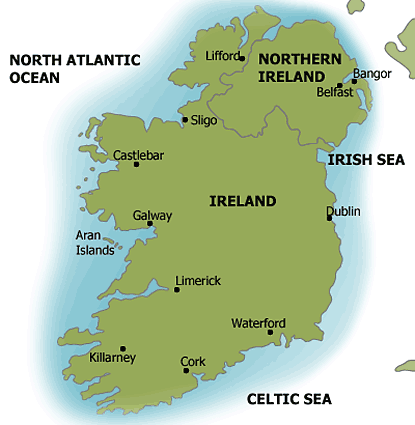 NORTH ATLANTIC
OCEAN
Lifford
NORTHERN
IRELAND
Bangor
Belfast
Sligo
Castlebar
IRISH SEA
IRELAND
Galway
Dublin
Aran
Islands
Limerick
Waterford
Killarney
Cork
CELTIC SEA